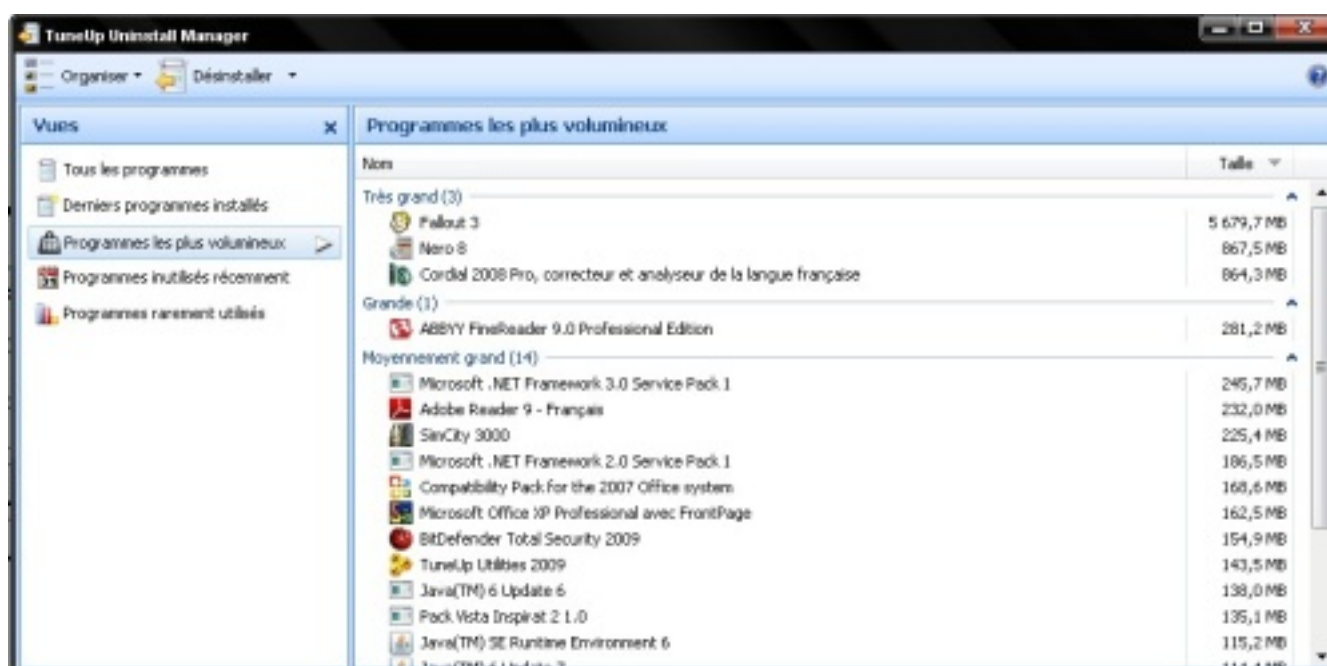 TuneUp Uninstall Manager
Organiser Désinstaller
Vues
Tous les programmes
Derniers programmes installés
Programmes les plus volumineux
Programmes inutilisés récemment
Programmes rarement utilisés
Programmes les plus volumineux
Nom Taille
Très grand (3)
Fallout 3 5 679,7 MB
Nero 8 867,5 MB
Cordial 2008 Pro, correcteur et analyseur de la langue française 864,3 MB
Grande (1)
ABBYY FineReader 9.0 Professional Edition 281,2 MB
Moyennement grand (14)
Microsoft .NET Framework 3.0 Service Pack 1 245,7 MB
Adobe Reader 9 - Français 232,0 MB
SimCity 3000 225,4 MB
Microsoft .NET Framework 2.0 Service Pack 1 186,5 MB
Compatibility Pack for the 2007 Office system 168,6 MB
Microsoft Office XP Professional avec FrontPage 162,5 MB
BitDefender Total Security 2009 154,9 MB
TuneUp Utilities 2009 143,5 MB
Java(TM) 6 Update 6 138,0 MB
Pack Vista Inspirat 2 1.0 135,1 MB
Java(TM) SE Runtime Environment 6 115,2 MB